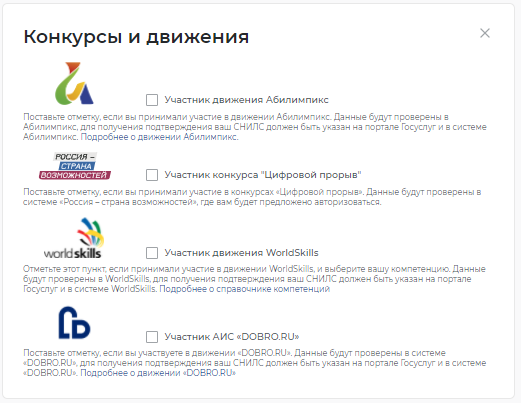 Конкурсы и движения
Участник движения Абилимпикс
Поставьте отметку, если вы принимали участие в движении Абилимпикс. Данные будут проверены в
Абилимпикс, для получения подтверждения ваш СНИЛС должен быть указан на портале Госуслуг и в системе
Абилимпикс. Подробнее о движении Абилимпикс.
РОССИЯ –
СТРАНА
ВОЗМОЖНОСТЕЙ
Участник конкурса "Цифровой прорыв"
Поставьте отметку, если вы принимали участие в конкурсах «Цифровой прорыв». Данные будут проверены в
системе «Россия – страна возможностей», где вам будет предложено авторизоваться.
worldskills
Участник движения WorldSkills
Отметьте этот пункт, если принимали участие в движении WorldSkills, и выберите вашу компетенцию. Данные
будут проверены в WorldSkills, для получения подтверждения ваш СНИЛС должен быть указан на портале
Госуслуг и в системе WorldSkills. Подробнее о справочнике компетенций
Участник АИС «DOBRO.RU»
Поставьте отметку, если вы участвуете в движении «DOBRO.RU». Данные будут проверены в системе
«DOBRO.RU», для получения подтверждения ваш СНИЛС должен быть указан на портале Госуслуг и в системе
«DOBRO.RU». Подробнее о движении «DOBRO.RU»